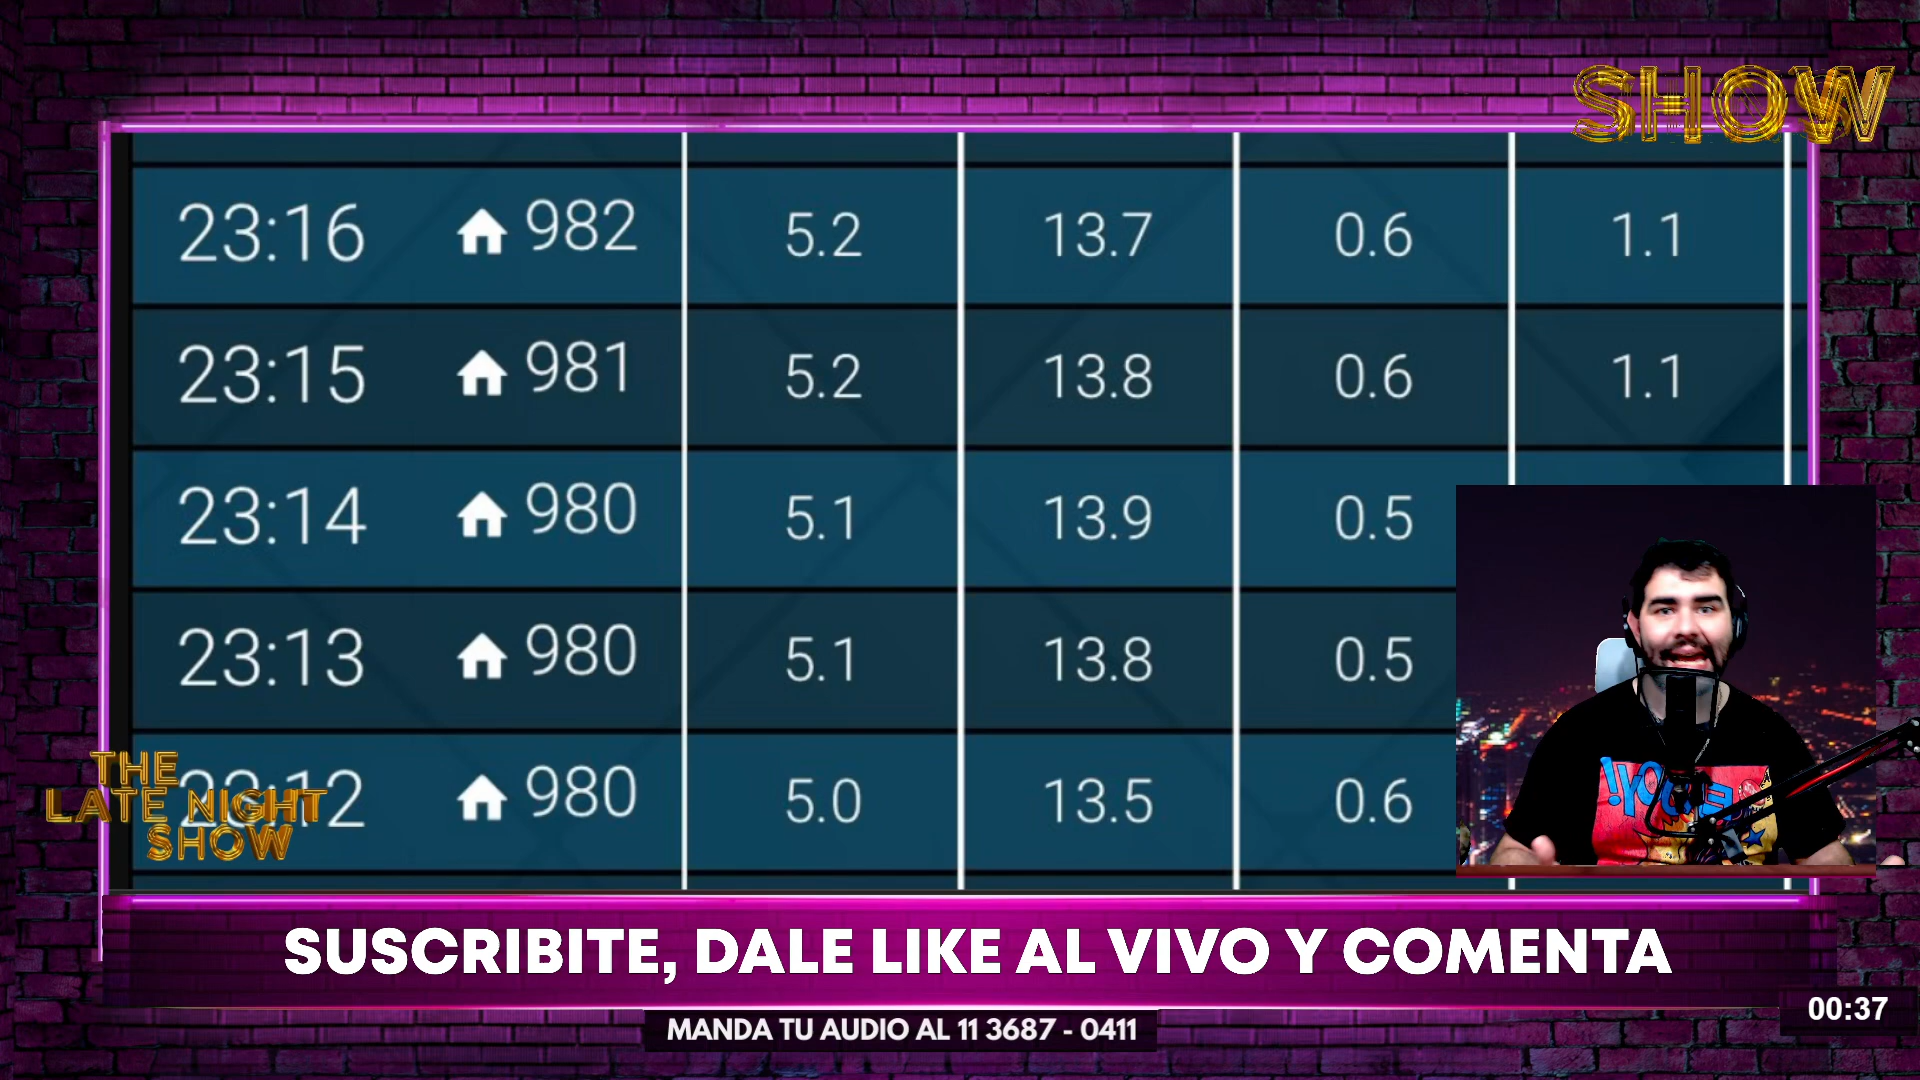 SHOW
23:16 982 5.2 13.7 0.6 1.1
23:15 981 5.2 13.8 0.6 1.1
23:14 980 5.1 13.9 0.5
23:13 980 5.1 13.8 0.5
23:12 980 5.0 13.5 0.6
THE
LATE NIGHT
SHOW
SUSCRIBITE, DALE LIKE AL VIVO Y COMENTA
00:37
MANDA TU AUDIO AL 11 3687 - 0411